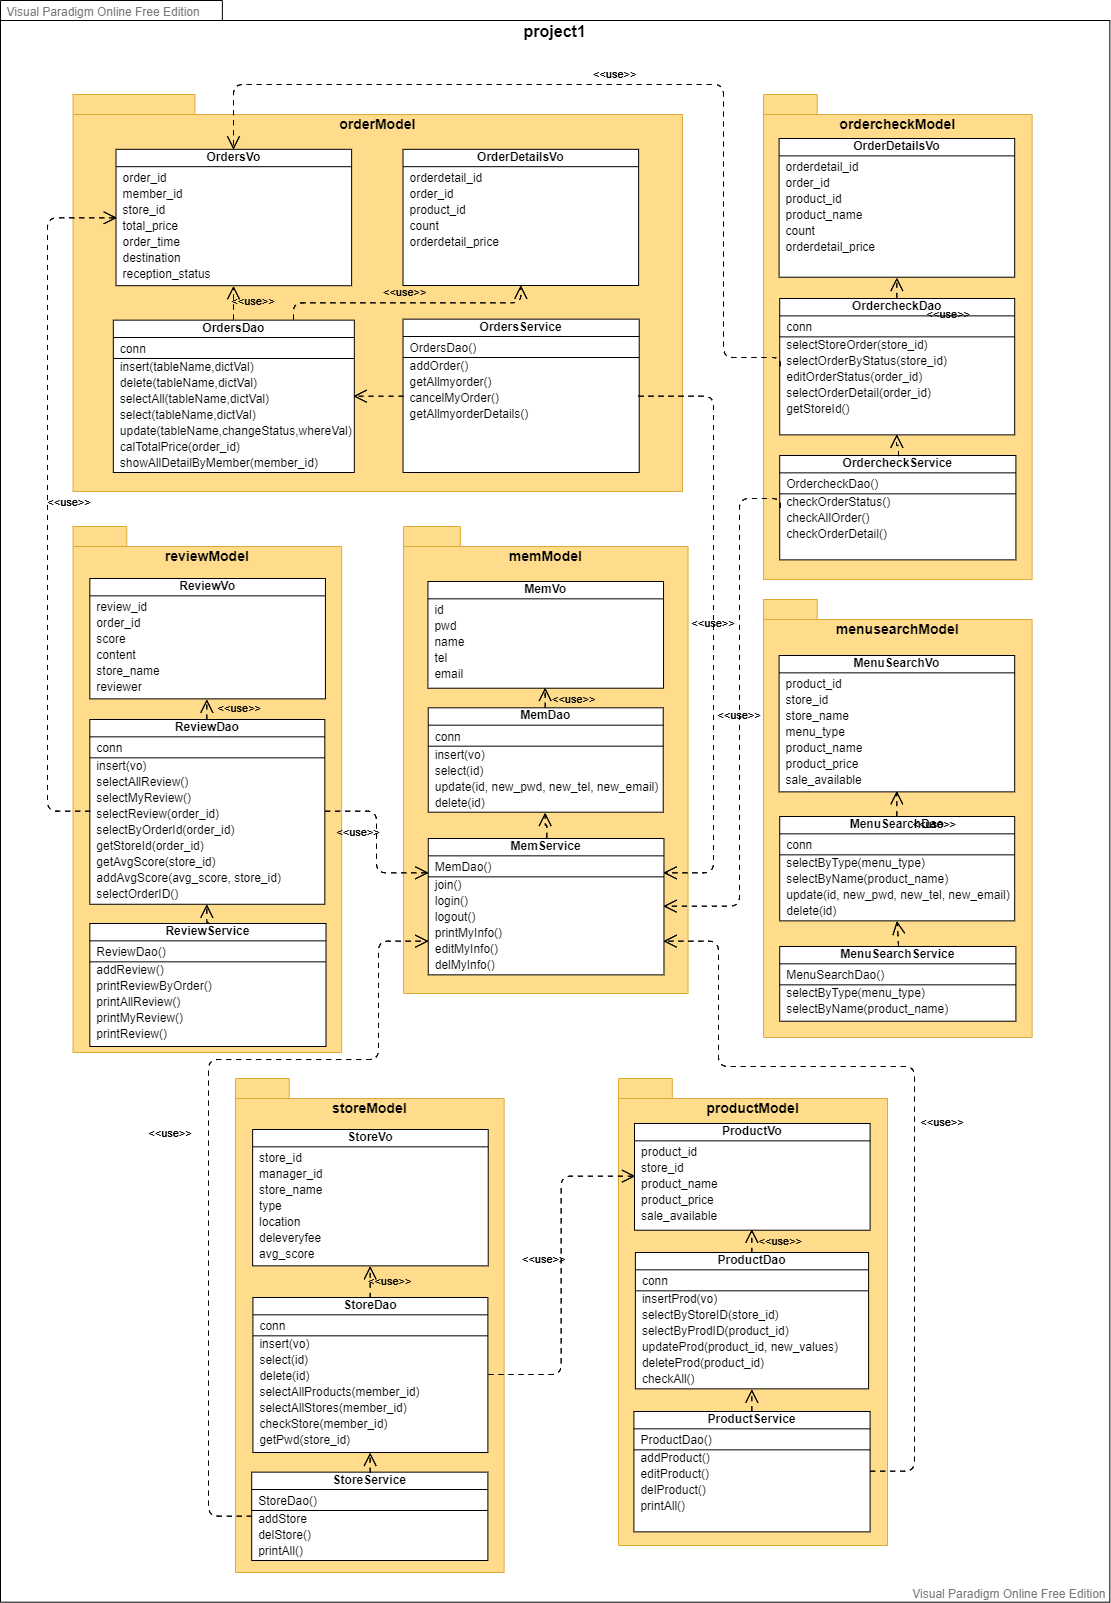 Visual Paradigm Online Free Edition
project1
<<use>>
orderModel
OrdersVo
order_id
member_id
store_id
total_price
order_time
destination
reception_status
OrderDetailsVo
orderdetail_id
order_id
product_id
count
orderdetail_price
<<use>>
<<use>>
OrdersDao
conn
insert(tableName,dictVal)
delete(tableName,dictVal)
selectAll(tableName,dictVal)
select(tableName,dictVal)
update(tableName,changeStatus,whereVal)
calTotalPrice(order_id)
showAllDetailByMember(member_id)
OrdersService
OrdersDao()
addOrder()
getAllmyorder()
cancelMyOrder()
getAllmyorderDetails()
ordercheckModel
OrderDetailsVo
orderdetail_id
order_id
product_id
product_name
count
orderdetail_price
OrdercheckDao
<<use>>
conn
selectStoreOrder(store_id)
selectOrderByStatus(store_id)
editOrderStatus(order_id)
selectOrderDetail(order_id)
getStoreId()
OrdercheckService
OrdercheckDao()
checkOrderStatus()
checkAllOrder()
checkOrderDetail()
<<use>>
reviewModel
ReviewVo
review_id
order_id
score
content
store_name
reviewer
<<use>>
ReviewDao
conn
insert(vo)
selectAllReview()
selectMyReview()
selectReview(order_id)
selectByOrderId(order_id)
getStoreId(order_id)
getAvgScore(store_id)
addAvgScore(avg_score, store_id)
selectOrderID()
ReviewService
ReviewDao()
addReview()
printReviewByOrder()
printAllReview()
printMyReview()
printReview()
<<use>>
memModel
MemVo
id
pwd
name
tel
email
<<use>>
MemDao
conn
insert(vo)
select(id)
update(id, new_pwd, new_tel, new_email)
delete(id)
MemService
MemDao()
join()
login()
logout()
printMyInfo()
editMyInfo()
delMyInfo()
<<use>>
<<use>>
menusearchModel
MenuSearchVo
product_id
store_id
store_name
menu_type
product_name
product_price
sale_available
MenuSearchDao
<<use>>
conn
selectByType(menu_type)
selectByName(product_name)
update(id, new_pwd, new_tel, new_email)
delete(id)
MenuSearchService
MenuSearchDao()
selectByType(menu_type)
selectByName(product_name)
<<use>>
storeModel
StoreVo
store_id
manager_id
store_name
type
location
deleveryfee
avg_score
<<use>>
StoreDao
conn
insert(vo)
select(id)
delete(id)
selectAllProducts(member_id)
selectAllStores(member_id)
checkStore(member_id)
getPwd(store_id)
StoreService
StoreDao()
addStore
delStore()
printAll()
<<use>>
productModel
ProductVo
product_id
store_id
product_name
product_price
sale_available
<<use>>
ProductDao
conn
insertProd(vo)
selectByStoreID(store_id)
selectByProdID(product_id)
updateProd(product_id, new_values)
deleteProd(product_id)
checkAll()
ProductService
ProductDao()
addProduct()
editProduct()
delProduct()
printAll()
<<use>>
Visual Paradigm Online Free Edition